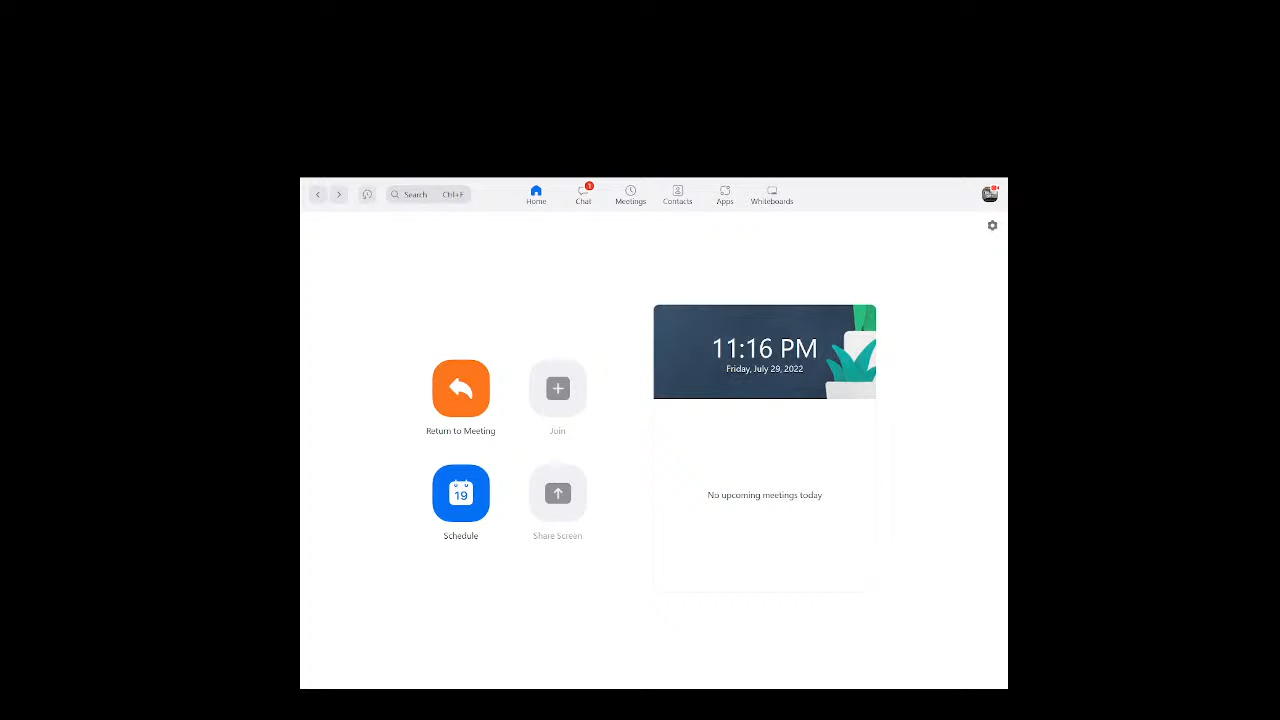 Search Ctrl+F
Home
Chat
1
Meetings
Contacts
Apps
Whiteboards
11:16 PM
Friday, July 29, 2022
Return to Meeting
Join
19
Schedule
Share Screen
No upcoming meetings today